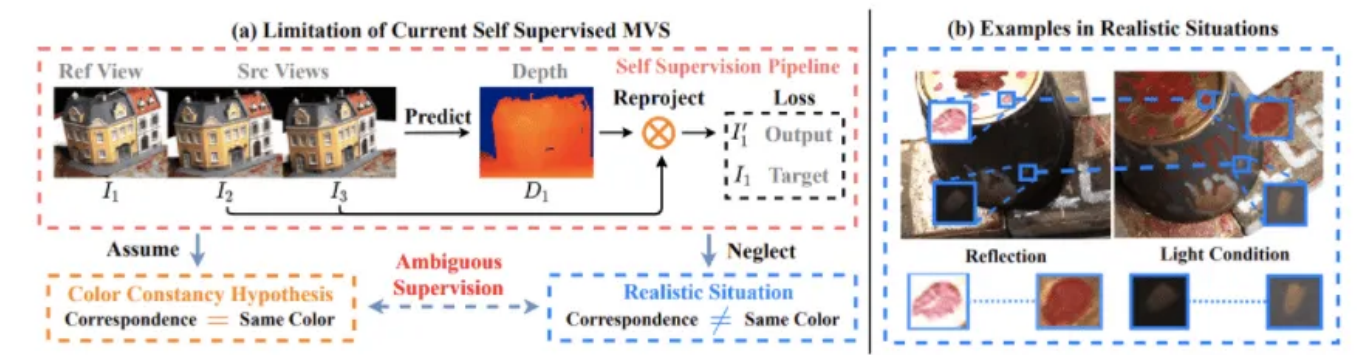 (a) Limitation of Current Self Supervised MVS
Ref View Src Views Depth Self Supervision Pipeline
Predict Reproject Loss
I₁′ Output
I₁ Target
I₁ I₂ I₃ D₁
Assume Neglect
Ambiguous
Supervision
Color Constancy Hypothesis
Correspondence = Same Color
Realistic Situation
Correspondence ≠ Same Color
(b) Examples in Realistic Situations
Reflection Light Condition